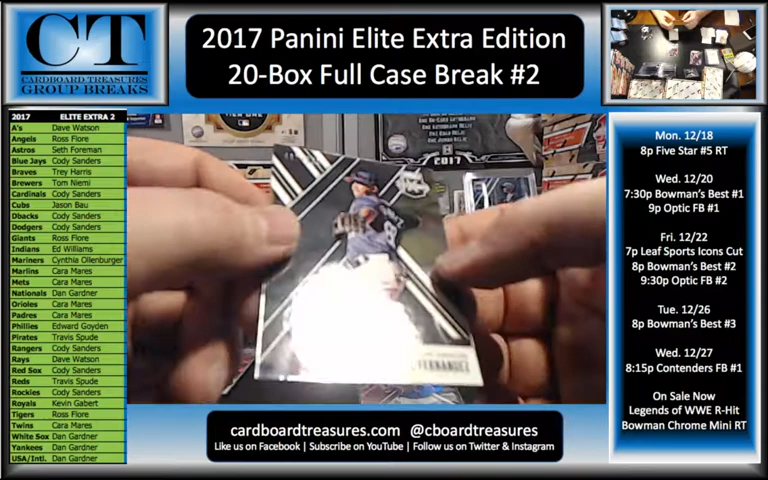 CT
CARDBOARD TREASURES
GROUP BREAKS
2017 Panini Elite Extra Edition
20-Box Full Case Break #2
2017 ELITE EXTRA 2
A's Dave Watson
Angels Ross Fiore
Astros Seth Foreman
Blue Jays Cody Sanders
Braves Trey Harris
Brewers Tom Niemi
Cardinals Cody Sanders
Cubs Jason Bau
Dbacks Cody Sanders
Dodgers Cody Sanders
Giants Ross Fiore
Indians Ed Williams
Mariners Cynthia Ollenburger
Marlins Cara Mares
Mets Cara Mares
Nationals Dan Gardner
Orioles Cara Mares
Padres Cara Mares
Phillies Edward Goyden
Pirates Travis Spude
Rangers Cody Sanders
Rays Dave Watson
Red Sox Cody Sanders
Reds Travis Spude
Rockies Cody Sanders
Royals Kevin Gabert
Tigers Ross Fiore
Twins Cara Mares
White Sox Dan Gardner
Yankees Dan Gardner
USA/Intl. Dan Gardner
2017
FERNANDEZ
8
Mon. 12/18
8p Five Star #5 RT
Wed. 12/20
7:30p Bowman's Best #1
9p Optic FB #1
Fri. 12/22
7p Leaf Sports Icons Cut
8p Bowman's Best #2
9:30p Optic FB #2
Tue. 12/26
8p Bowman's Best #3
Wed. 12/27
8:15p Contenders FB #1
On Sale Now
Legends of WWE R-Hit
Bowman Chrome Mini RT
cardboardtreasures.com @cboardtreasures
Like us on Facebook | Subscribe on YouTube | Follow us on Twitter & Instagram